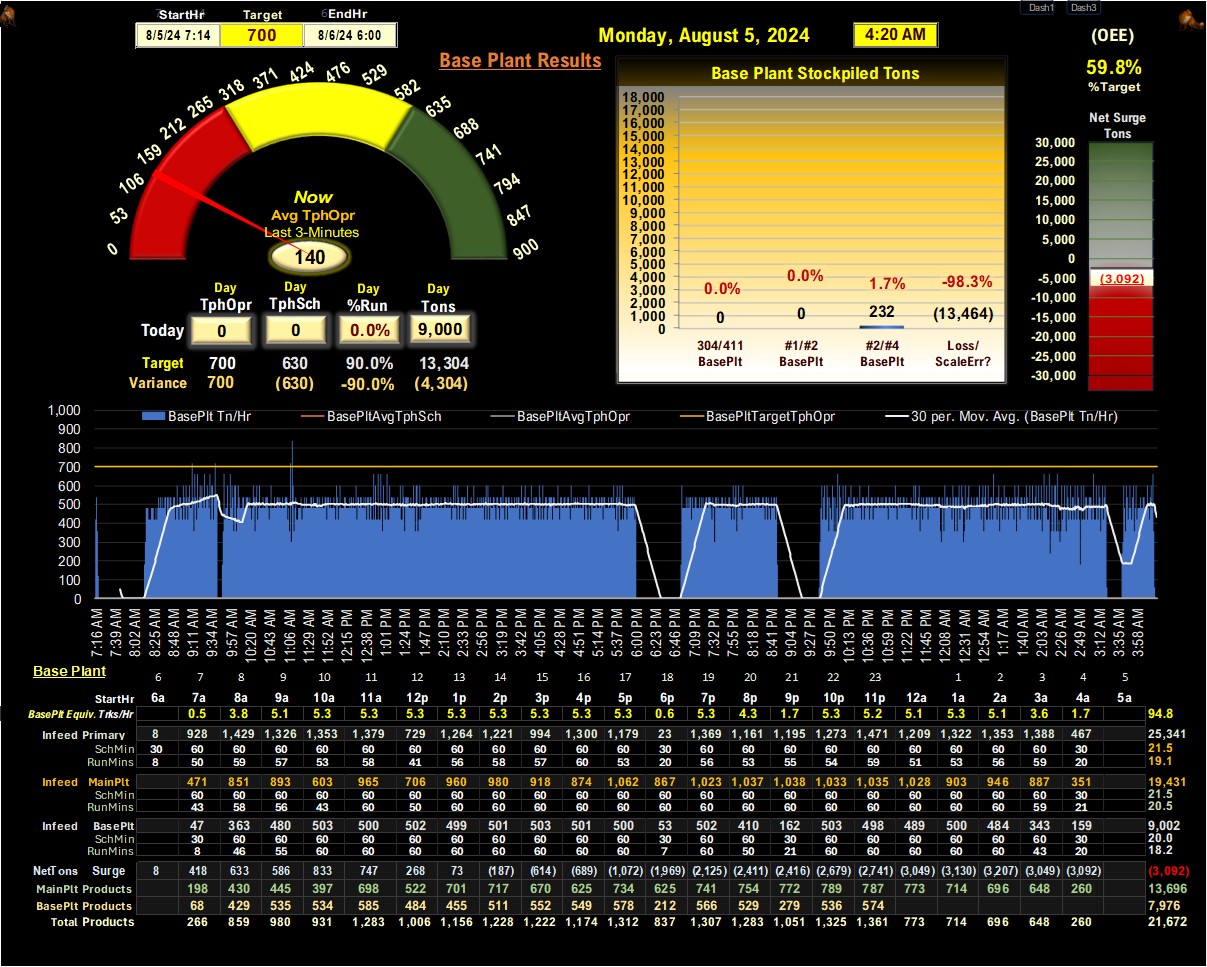 Dash1 Dash3
StartHr Target EndHr
8/5/24 7:14 700 8/6/24 6:00
Monday, August 5, 2024 4:20 AM
(OEE)
59.8%
%Target
Base Plant Results
Base Plant Stockpiled Tons
Net Surge
Tons
0 53 106 159 212 265 318 371 424 476 529 582 635 688 741 794 847 900
Now
Avg TphOpr
Last 3-Minutes
140
18,000
17,000
16,000
15,000
14,000
13,000
12,000
11,000
10,000
9,000
8,000
7,000
6,000
5,000
4,000
3,000
2,000
1,000
0
0.0% 0.0% 1.7% -98.3%
0 0 232 (13,464)
304/411 #1/#2 #2/#4 Loss/
BasePlt BasePlt BasePlt ScaleErr?
30,000
25,000
20,000
15,000
10,000
5,000
0
-5,000
-10,000
-15,000
-20,000
-25,000
-30,000
(3,092)
Day Day Day Day
TphOpr TphSch %Run Tons
Today 0 0 0.0% 9,000
Target 700 630 90.0% 13,304
Variance 700 (630) -90.0% (4,304)
BasePlt Tn/Hr BasePltAvgTphSch BasePltAvgTphOpr BasePltTargetTphOpr 30 per. Mov. Avg. (BasePlt Tn/Hr)
1,000
900
800
700
600
500
400
300
200
100
0
7:16 AM 7:39 AM 8:02 AM 8:25 AM 8:48 AM 9:11 AM 9:34 AM 9:57 AM 10:20 AM 10:43 AM 11:06 AM 11:29 AM 11:52 AM 12:15 PM 12:38 PM 1:01 PM 1:24 PM 1:47 PM 2:10 PM 2:33 PM 2:56 PM 3:19 PM 3:42 PM 4:05 PM 4:28 PM 4:51 PM 5:14 PM 5:37 PM 6:00 PM 6:23 PM 6:46 PM 7:09 PM 7:32 PM 7:55 PM 8:18 PM 8:41 PM 9:04 PM 9:27 PM 9:50 PM 10:13 PM 10:36 PM 10:59 PM 11:22 PM 11:45 PM 12:08 AM 12:31 AM 12:54 AM 1:17 AM 1:40 AM 2:03 AM 2:26 AM 2:49 AM 3:12 AM 3:35 AM 3:58 AM
Base Plant
6 7 8 9 10 11 12 13 14 15 16 17 18 19 20 21 22 23 1 2 3 4 5
StartHr 6a 7a 8a 9a 10a 11a 12p 1p 2p 3p 4p 5p 6p 7p 8p 9p 10p 11p 12a 1a 2a 3a 4a 5a
BasePlt Equiv. Trks/Hr 0.5 3.8 5.1 5.3 5.3 5.3 5.3 5.3 5.3 5.3 5.3 0.6 5.3 4.3 1.7 5.3 5.2 5.1 5.3 5.1 3.6 1.7 94.8
Infeed Primary 8 928 1,429 1,326 1,353 1,379 729 1,264 1,221 994 1,300 1,179 23 1,369 1,161 1,195 1,273 1,471 1,209 1,322 1,353 1,388 467 25,341
SchMin 30 60 60 60 60 60 60 60 60 60 60 60 30 60 60 60 60 60 60 60 60 60 30 21.5
RunMins 8 50 59 57 53 58 41 56 58 57 60 53 20 56 53 55 54 59 51 53 56 59 20 19.1
Infeed MainPlt 471 851 893 603 965 706 960 980 918 874 1,062 867 1,023 1,037 1,038 1,033 1,035 1,028 903 946 887 351 19,431
SchMin 60 60 60 60 60 60 60 60 60 60 60 60 60 60 60 60 60 60 60 60 60 30 21.5
RunMins 43 58 56 43 60 50 60 60 60 60 60 60 60 60 60 60 60 60 60 60 59 21 20.5
Infeed BasePlt 47 363 480 503 500 502 499 501 503 501 500 53 502 410 162 503 498 489 500 484 343 159 9,002
SchMin 30 60 60 60 60 60 60 60 60 60 60 30 60 60 30 60 60 60 60 60 60 30 20.0
RunMins 8 46 55 60 60 60 60 60 60 60 60 7 60 50 21 60 60 60 60 60 43 20 18.2
NetTons Surge 8 418 633 586 833 747 268 73 (187) (614) (689) (1,072) (1,969) (2,125) (2,411) (2,416) (2,679) (2,741) (3,049) (3,130) (3,207) (3,049) (3,092) (3,092)
MainPlt Products 198 430 445 397 698 522 701 717 670 625 734 625 741 754 772 789 787 773 714 696 648 260 13,696
BasePlt Products 68 429 535 534 585 484 455 511 552 549 578 212 566 529 279 536 574 7,976
Total Products 266 859 980 931 1,283 1,006 1,156 1,228 1,222 1,174 1,312 837 1,307 1,283 1,051 1,325 1,361 773 714 696 648 260 21,672